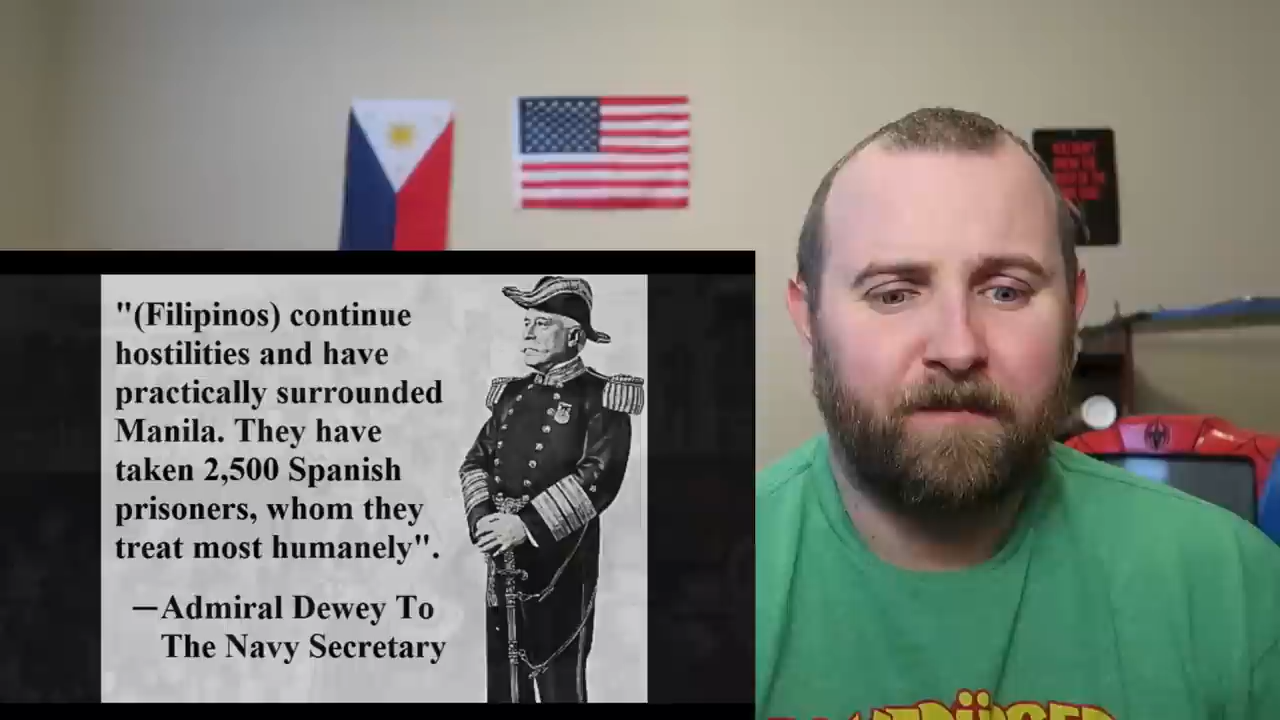 "(Filipinos) continue
hostilities and have
practically surrounded
Manila. They have
taken 2,500 Spanish
prisoners, whom they
treat most humanely".
—Admiral Dewey To
The Navy Secretary